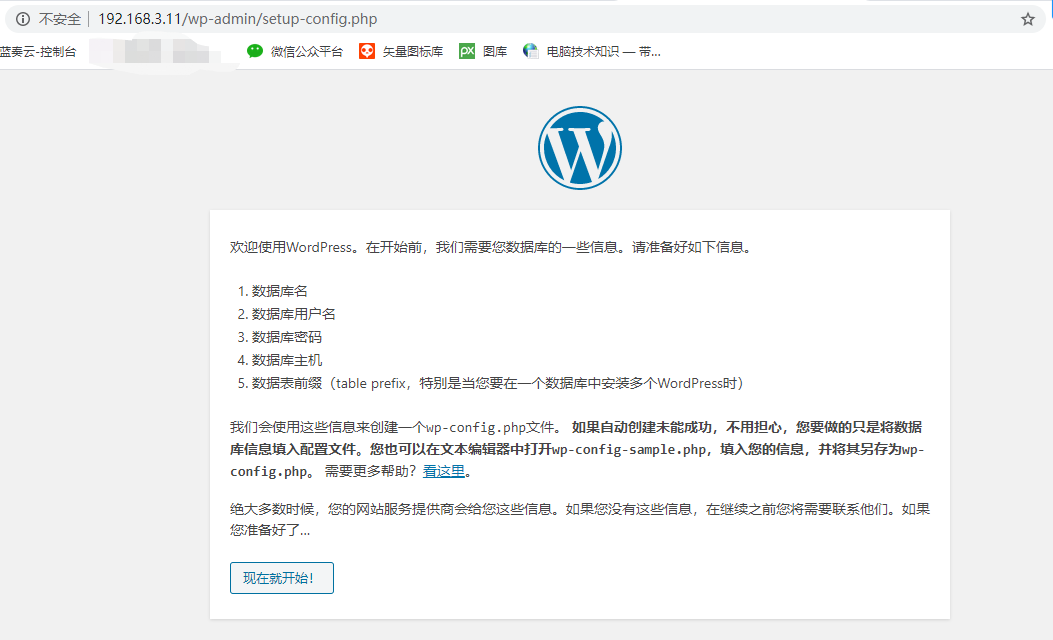 不安全 192.168.3.11/wp-admin/setup-config.php
蓝奏云-控制台 微信公众平台 矢量图标库 px 图库 电脑技术知识 — 带...
欢迎使用WordPress。在开始前，我们需要您数据库的一些信息。请准备好如下信息。
1. 数据库名
2. 数据库用户名
3. 数据库密码
4. 数据库主机
5. 数据表前缀（table prefix，特别是当您要在一个数据库中安装多个WordPress时）
我们会使用这些信息来创建一个wp-config.php文件。 如果自动创建未能成功，不用担心，您要做的只是将数据
库信息填入配置文件。您也可以在文本编辑器中打开wp-config-sample.php，填入您的信息，并将其另存为wp-
config.php。 需要更多帮助？看这里。
绝大多数时候，您的网站服务提供商会给您这些信息。如果您没有这些信息，在继续之前您将需要联系他们。如果
您准备好了...
现在就开始！